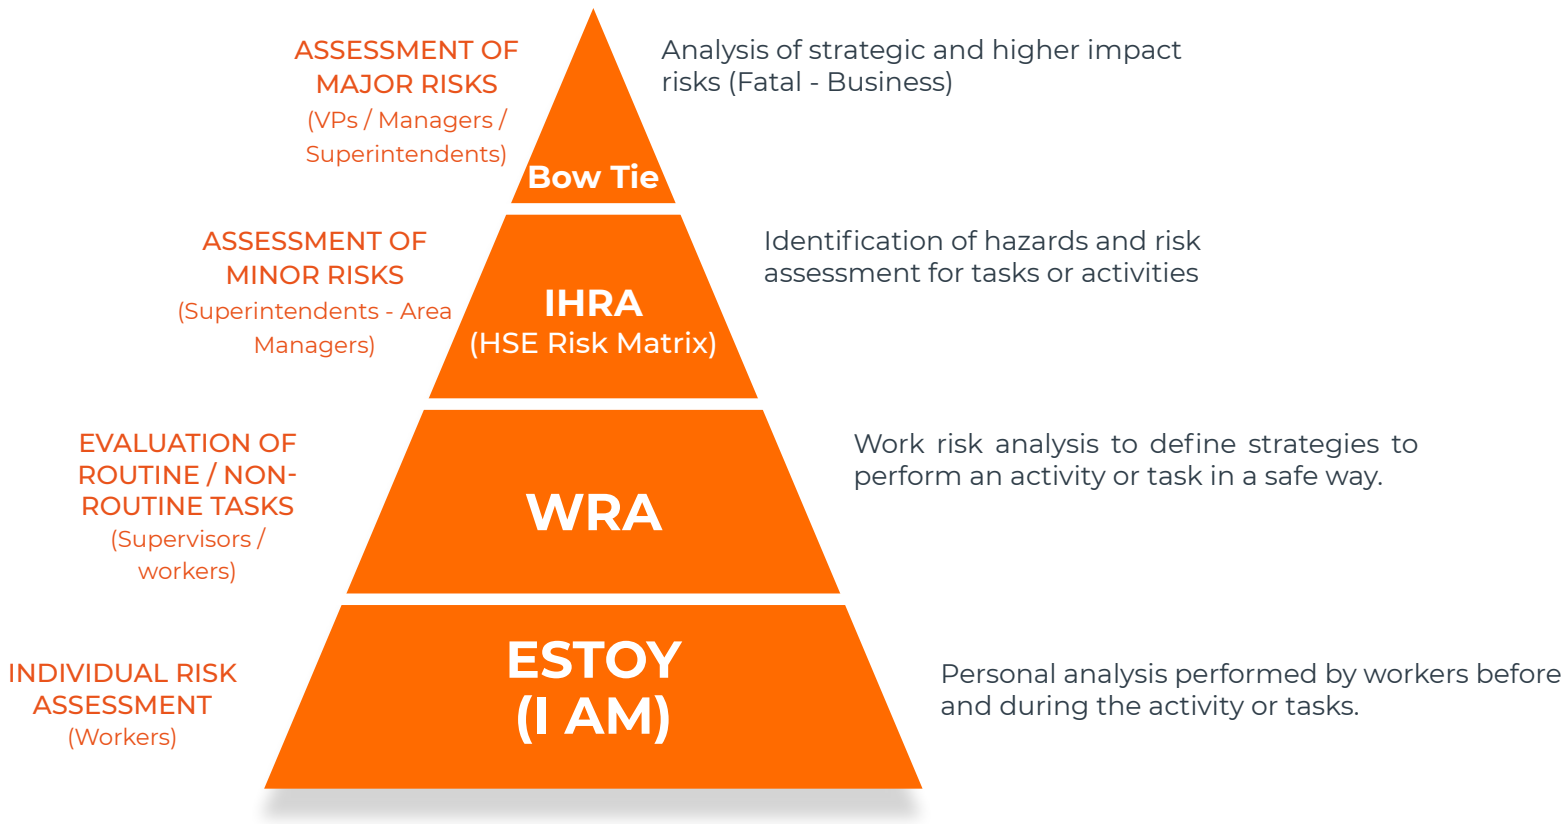 ASSESSMENT OF
MAJOR RISKS
(VPs / Managers /
Superintendents)
Bow Tie
Analysis of strategic and higher impact
risks (Fatal - Business)
ASSESSMENT OF
MINOR RISKS
(Superintendents - Area
Managers)
IHRA
(HSE Risk Matrix)
Identification of hazards and risk
assessment for tasks or activities
EVALUATION OF
ROUTINE / NON-
ROUTINE TASKS
(Supervisors /
workers)
WRA
Work risk analysis to define strategies to
perform an activity or task in a safe way.
INDIVIDUAL RISK
ASSESSMENT
(Workers)
ESTOY
(I AM)
Personal analysis performed by workers before
and during the activity or tasks.